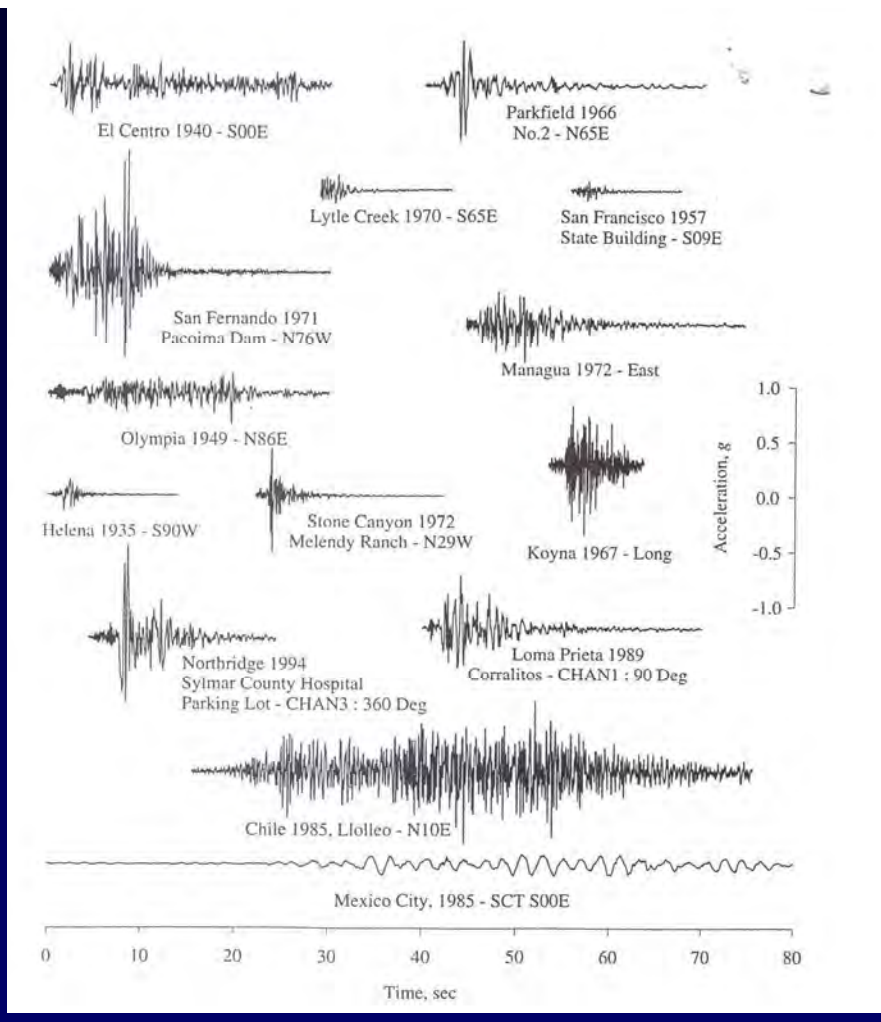 El Centro 1940 - S00E
Parkfield 1966
No.2 - N65E
Lytle Creek 1970 - S65E
San Francisco 1957
State Building - S09E
San Fernando 1971
Pacoima Dam - N76W
Managua 1972 - East
Olympia 1949 - N86E
Helena 1935 - S90W
Stone Canyon 1972
Melendy Ranch - N29W
Koyna 1967 - Long
1.0
0.5
0.0
-0.5
-1.0
Acceleration, g
Northridge 1994
Sylmar County Hospital
Parking Lot - CHAN3 : 360 Deg
Loma Prieta 1989
Corralitos - CHAN1 : 90 Deg
Chile 1985, Llolleo - N10E
Mexico City, 1985 - SCT S00E
0 10 20 30 40 50 60 70 80
Time, sec